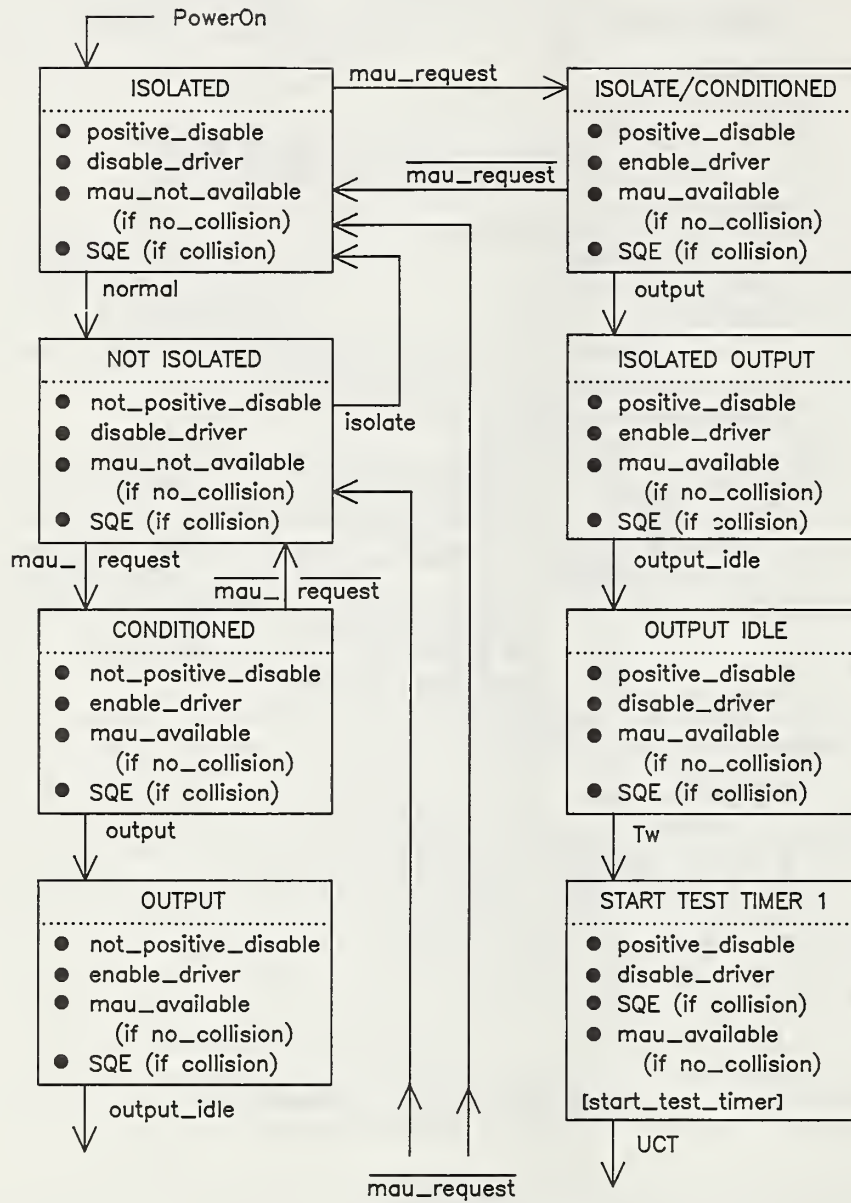 PowerOn
ISOLATED
● positive_disable
● disable_driver
● mau_not_available
(if no_collision)
● SQE (if collision)
mau_request
ISOLATE/CONDITIONED
● positive_disable
● enable_driver
● mau_available
(if no_collision)
● SQE (if collision)
mau_request
normal
output
NOT ISOLATED
● not_positive_disable
● disable_driver
● mau_not_available
(if no_collision)
● SQE (if collision)
isolate
ISOLATED OUTPUT
● positive_disable
● enable_driver
● mau_available
(if no_collision)
● SQE (if collision)
mau_ request
mau_ request
output_idle
CONDITIONED
● not_positive_disable
● enable_driver
● mau_available
(if no_collision)
● SQE (if collision)
OUTPUT IDLE
● positive_disable
● disable_driver
● mau_available
(if no_collision)
● SQE (if collision)
output
Tw
OUTPUT
● not_positive_disable
● enable_driver
● mau_available
(if no_collision)
● SQE (if collision)
START TEST TIMER 1
● positive_disable
● disable_driver
● SQE (if collision)
● mau_available
(if no_collision)
[start_test_timer]
output_idle
UCT
mau_request